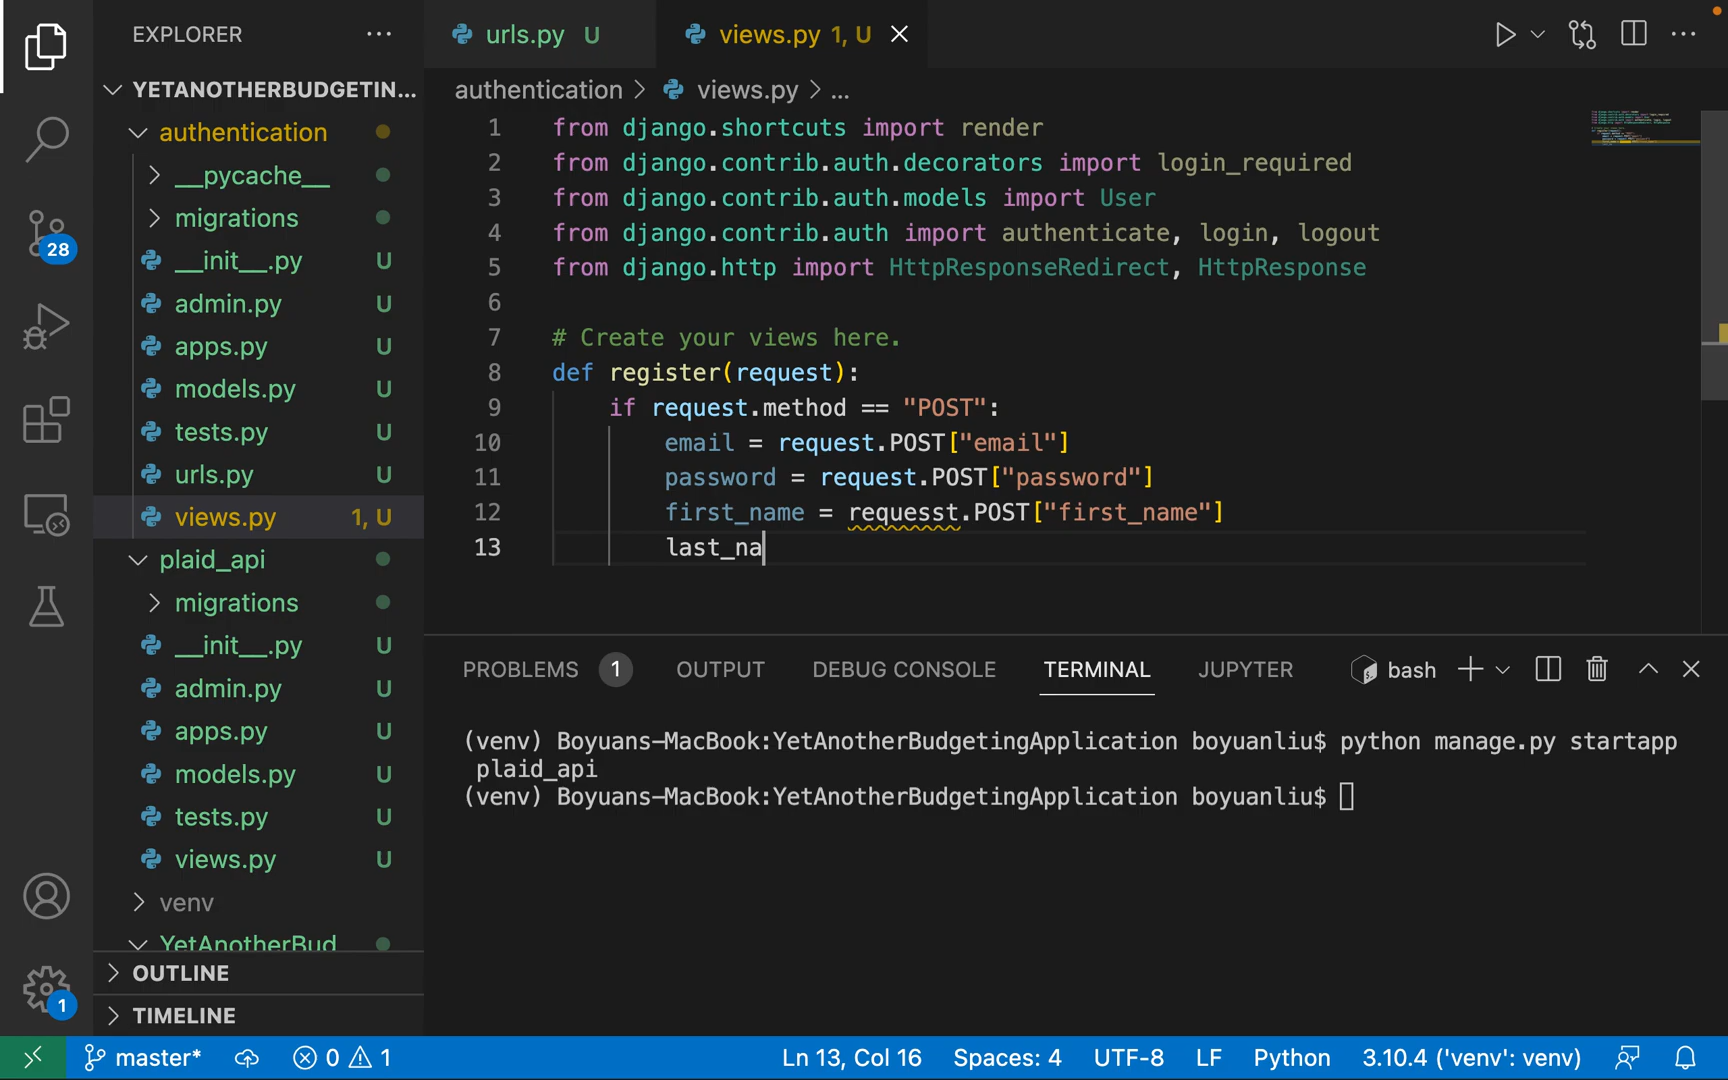 EXPLORER
YETANOTHERBUDGETIN...
authentication
__pycache__
migrations
__init__.py U
admin.py U
apps.py U
models.py U
tests.py U
urls.py U
views.py 1, U
plaid_api
migrations
__init__.py U
admin.py U
apps.py U
models.py U
tests.py U
views.py U
venv
YetAnotherBud
OUTLINE
TIMELINE
28
1
urls.py U
views.py 1, U
authentication > views.py > ...
1 from django.shortcuts import render
2 from django.contrib.auth.decorators import login_required
3 from django.contrib.auth.models import User
4 from django.contrib.auth import authenticate, login, logout
5 from django.http import HttpResponseRedirect, HttpResponse
6
7 # Create your views here.
8 def register(request):
9 if request.method == "POST":
10 email = request.POST["email"]
11 password = request.POST["password"]
12 first_name = requesst.POST["first_name"]
13 last_na
PROBLEMS 1 OUTPUT DEBUG CONSOLE TERMINAL JUPYTER bash
(venv) Boyuans-MacBook:YetAnotherBudgetingApplication boyuanliu$ python manage.py startapp
plaid_api
(venv) Boyuans-MacBook:YetAnotherBudgetingApplication boyuanliu$
master* 0 1 Ln 13, Col 16 Spaces: 4 UTF-8 LF Python 3.10.4 ('venv': venv)